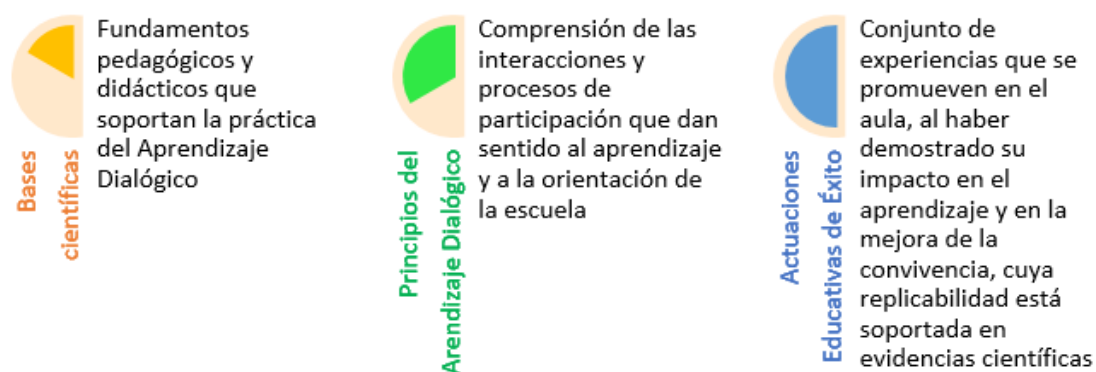 Bases
científicas
Fundamentos
pedagógicos y
didácticos que
soportan la práctica
del Aprendizaje
Dialógico
Principios del
Arendizaje Dialógico
Comprensión de las
interacciones y
procesos de
participación que dan
sentido al aprendizaje
y a la orientación de
la escuela
Actuaciones
Educativas de Éxito
Conjunto de
experiencias que se
promueven en el
aula, al haber
demostrado su
impacto en el
aprendizaje y en la
mejora de la
convivencia, cuya
replicabilidad está
soportada en
evidencias científicas